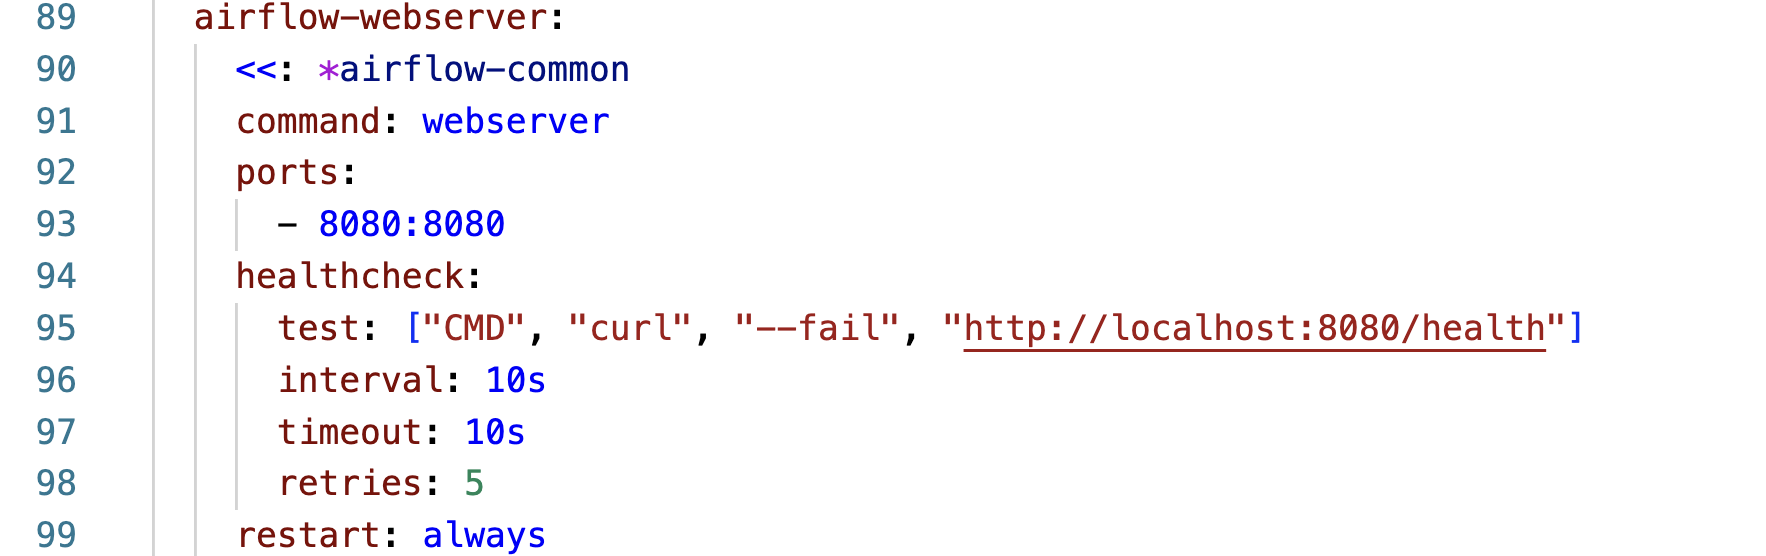 89 airflow-webserver:
90 <<: *airflow-common
91 command: webserver
92 ports:
93 - 8080:8080
94 healthcheck:
95 test: ["CMD", "curl", "--fail", "http://localhost:8080/health"]
96 interval: 10s
97 timeout: 10s
98 retries: 5
99 restart: always